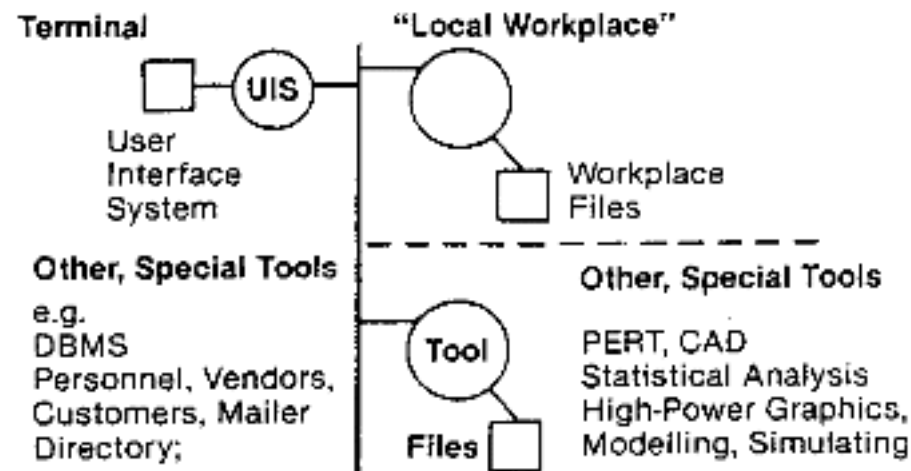 Terminal
"Local Workplace"
UIS
User
Interface
System
Workplace
Files
Other, Special Tools
e.g.
DBMS
Personnel, Vendors,
Customers, Mailer
Directory;
Tool
Files
Other, Special Tools
PERT, CAD
Statistical Analysis
High-Power Graphics,
Modelling, Simulating